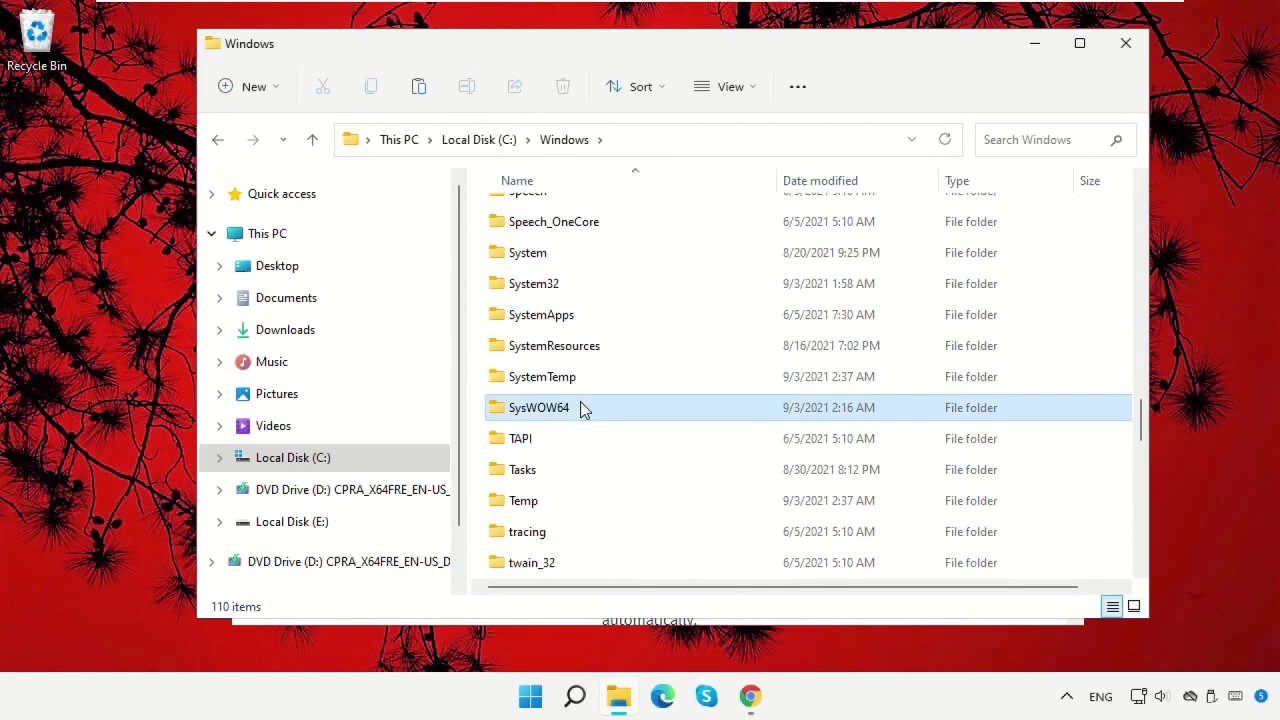 Recycle Bin
Windows
New
Sort
View
This PC
Local Disk (C:)
Windows
Search Windows
Name
Date modified
Type
Size
Speech
Speech_OneCore 6/5/2021 5:10 AM File folder
System 8/20/2021 9:25 PM File folder
System32 9/3/2021 1:58 AM File folder
SystemApps 6/5/2021 7:30 AM File folder
SystemResources 8/16/2021 7:02 PM File folder
SystemTemp 9/3/2021 2:37 AM File folder
SysWOW64 9/3/2021 2:16 AM File folder
TAPI 6/5/2021 5:10 AM File folder
Tasks 8/30/2021 8:12 PM File folder
Temp 9/3/2021 2:37 AM File folder
tracing 6/5/2021 5:10 AM File folder
twain_32 6/5/2021 5:10 AM File folder
Quick access
This PC
Desktop
Documents
Downloads
Music
Pictures
Videos
Local Disk (C:)
DVD Drive (D:) CPRA_X64FRE_EN-US_
Local Disk (E:)
DVD Drive (D:) CPRA_X64FRE_EN-US_D
110 items
automatically.
ENG
5